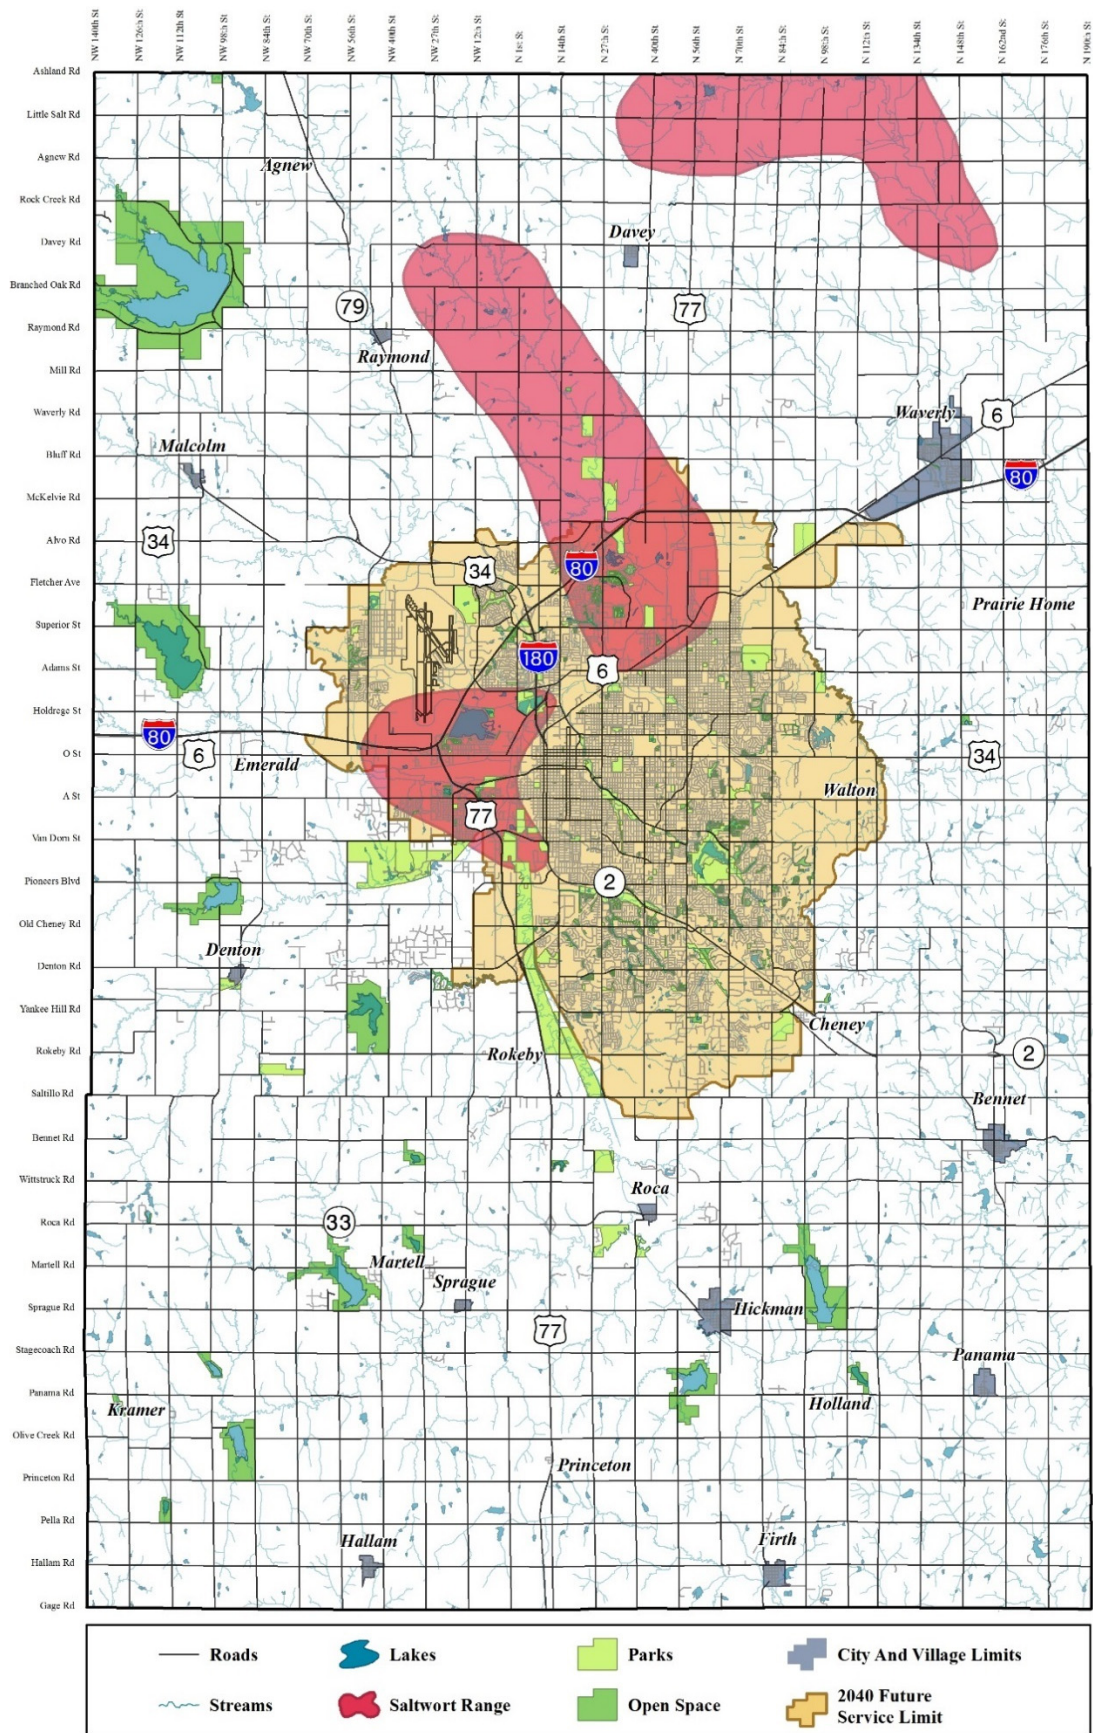 NW 140th St
NW 126th St
NW 112th St
NW 98th St
NW 84th St
NW 70th St
NW 56th St
NW 40th St
NW 27th St
NW 12th St
N 1st St
N 14th St
N 27th St
N 40th St
N 56th St
N 70th St
N 84th St
N 98th St
N 112th St
N 134th St
N 148th St
N 162nd St
N 176th St
N 190th St
Ashland Rd
Little Salt Rd
Agnew Rd
Agnew
Rock Creek Rd
Davey Rd
Davey
Branched Oak Rd
79
77
Raymond Rd
Raymond
Mill Rd
Waverly Rd
Waverly
6
Malcolm
Bluff Rd
80
McKelvie Rd
34
Alvo Rd
34
80
Fletcher Ave
Prairie Home
Superior St
180
6
Adams St
Holdrege St
80
6
O St
Emerald
34
A St
77
Walton
Van Dorn St
Pioneers Blvd
2
Old Cheney Rd
Denton
Denton Rd
Yankee Hill Rd
Cheney
Rokeby Rd
Rokeby
2
Saltillo Rd
Bennet
Bennet Rd
Wittstruck Rd
Roca
Roca Rd
33
Martell Rd
Martell
Sprague
Sprague Rd
Hickman
77
Stagecoach Rd
Panama
Panama Rd
Kramer
Holland
Olive Creek Rd
Princeton Rd
Princeton
Pella Rd
Hallam
Firth
Hallam Rd
Gage Rd
Roads
Lakes
Parks
City And Village Limits
Streams
Saltwort Range
Open Space
2040 Future
Service Limit